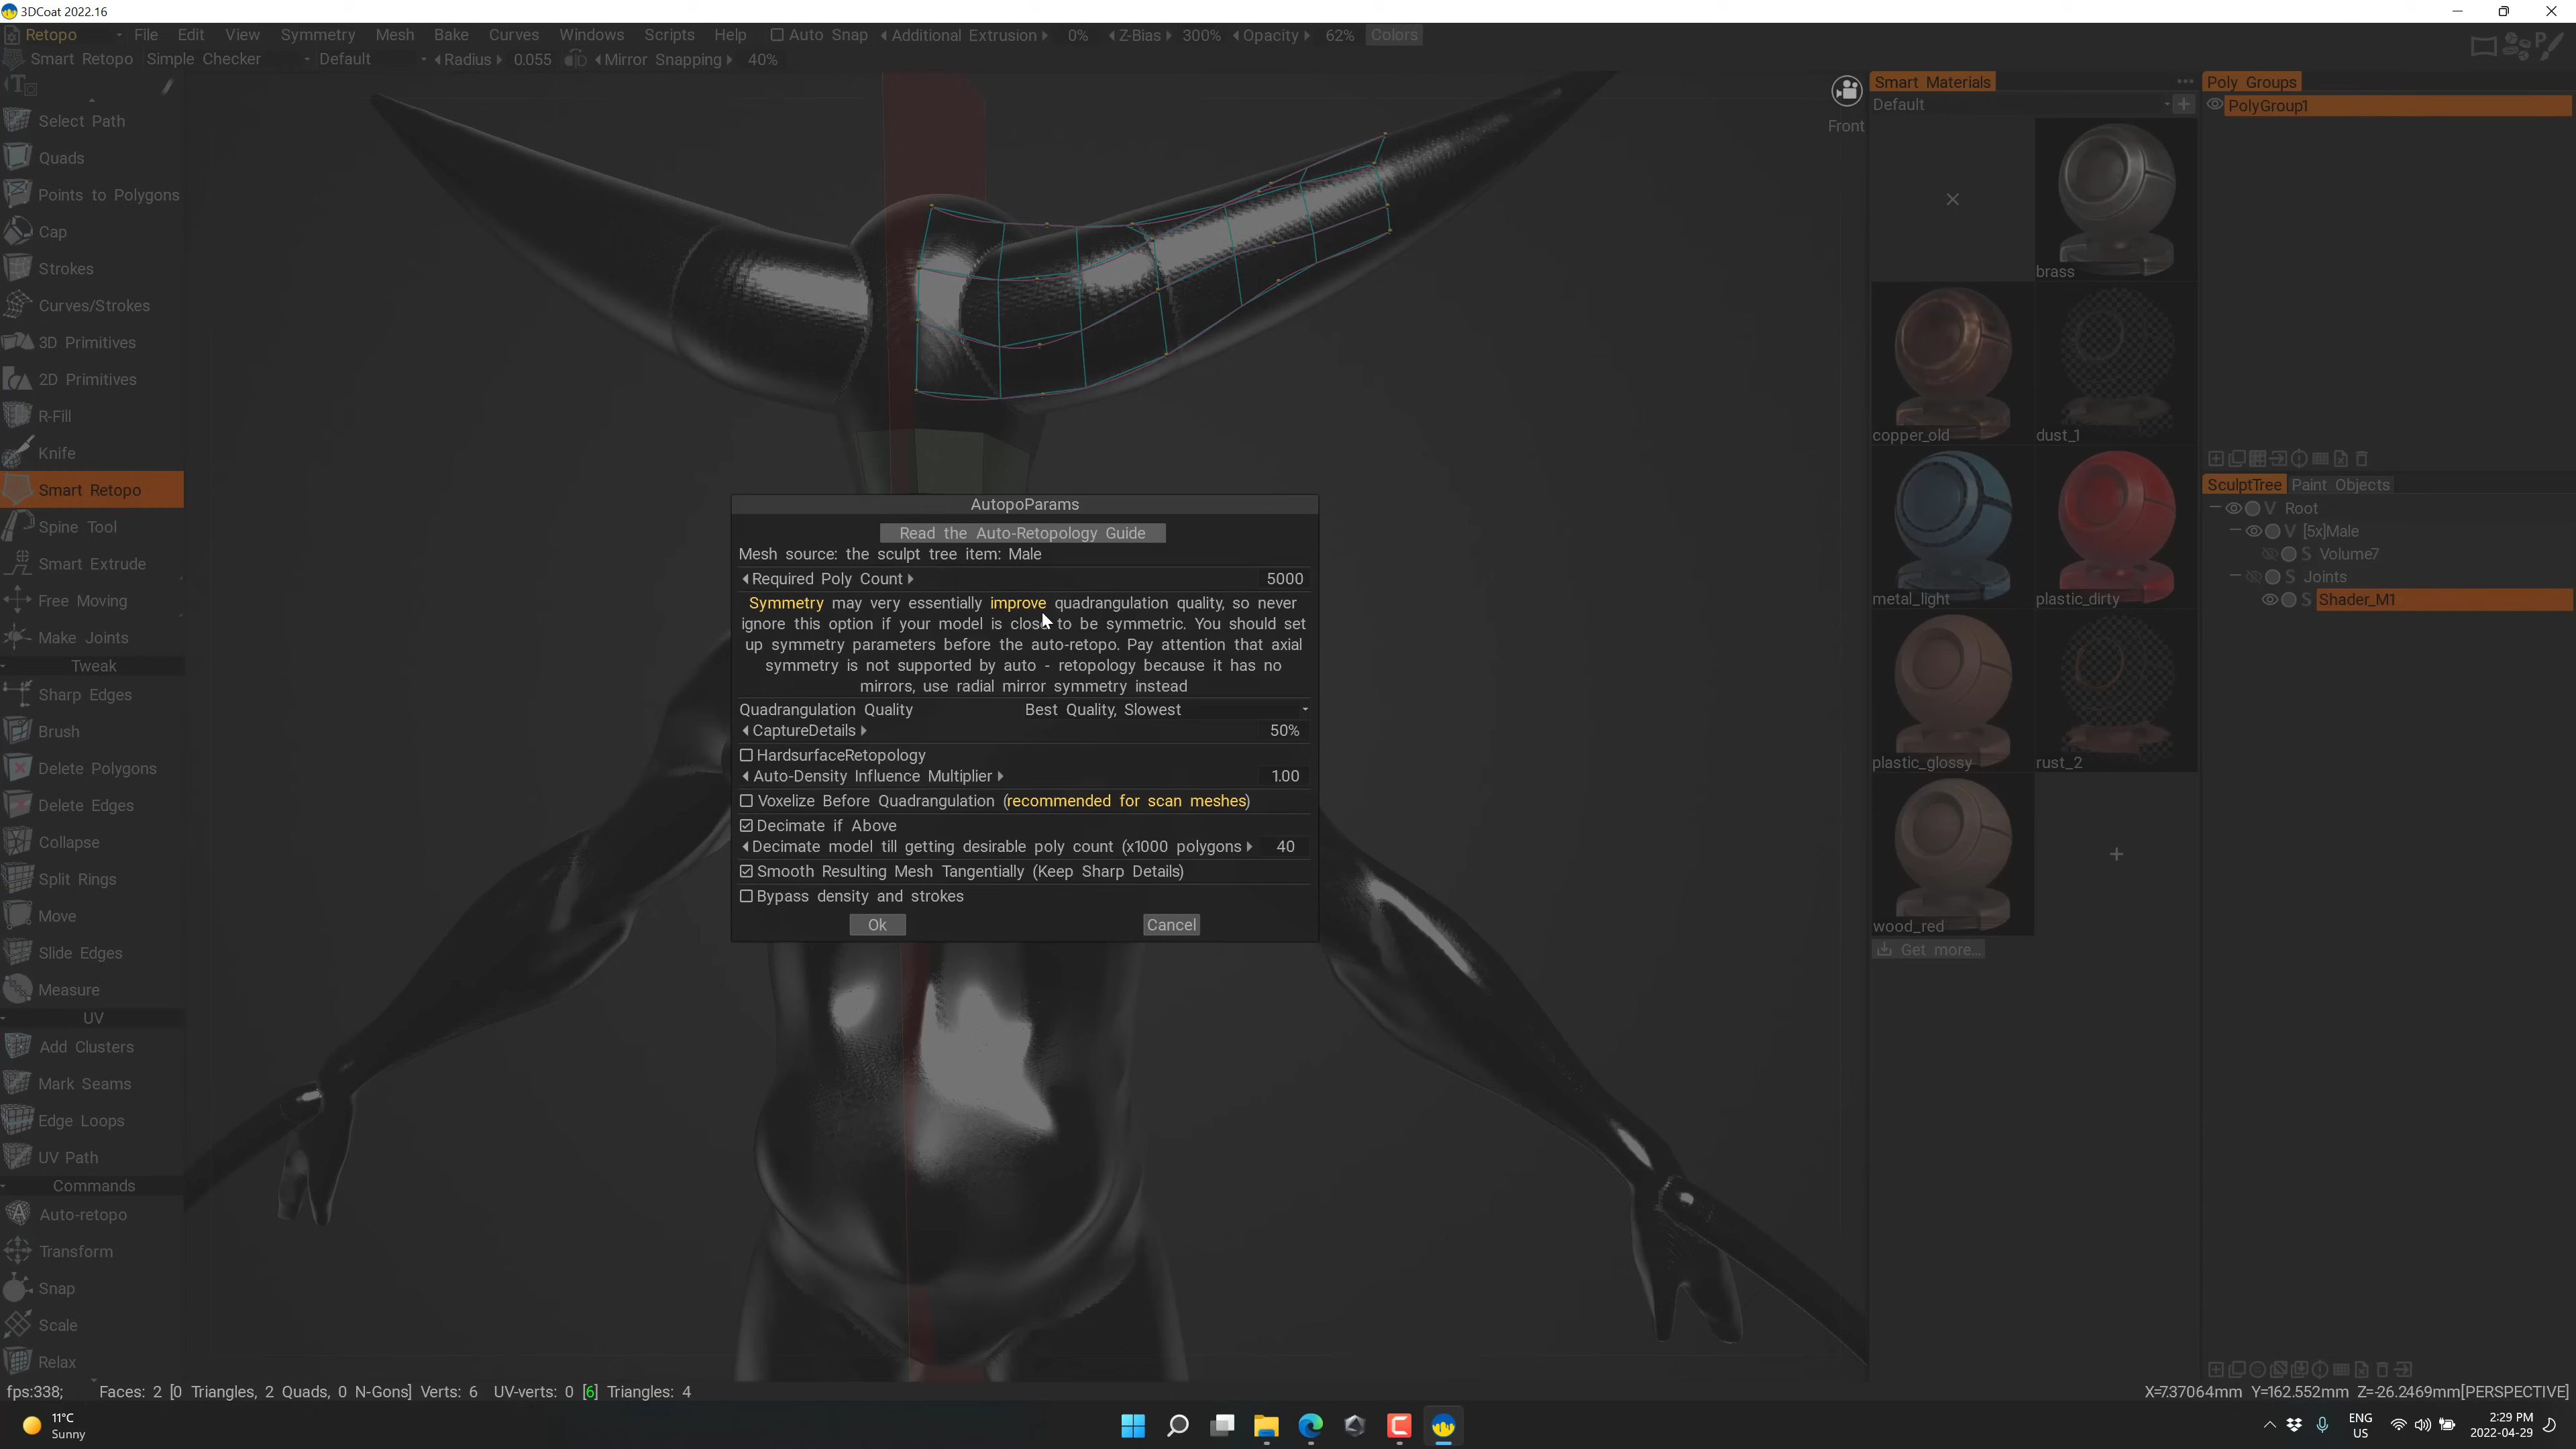 3DCoat 2022.16
Retopo File Edit View Symmetry Mesh Bake Curves Windows Scripts Help Auto Snap Additional Extrusion 0% Z-Bias 300% Opacity 62% Colors
Smart Retopo Simple Checker Default Radius 0.055 Mirror Snapping 40%
Select Path
Quads
Points to Polygons
Cap
Strokes
Curves/Strokes
3D Primitives
2D Primitives
R-Fill
Knife
Smart Retopo
Spine Tool
Smart Extrude
Free Moving
Make Joints
Tweak
Sharp Edges
Brush
Delete Polygons
Delete Edges
Collapse
Split Rings
Move
Slide Edges
Measure
UV
Add Clusters
Mark Seams
Edge Loops
UV Path
Commands
Auto-retopo
Transform
Snap
Scale
Relax
Front
AutopoParams
Read the Auto-Retopology Guide
Mesh source: the sculpt tree item: Male
Required Poly Count 5000
Symmetry may very essentially improve quadrangulation quality, so never
ignore this option if your model is close to be symmetric. You should set
up symmetry parameters before the auto-retopo. Pay attention that axial
symmetry is not supported by auto - retopology because it has no
mirrors, use radial mirror symmetry instead
Quadrangulation Quality Best Quality, Slowest
CaptureDetails 50%
HardsurfaceRetopology
Auto-Density Influence Multiplier 1.00
Voxelize Before Quadrangulation (recommended for scan meshes)
Decimate if Above
Decimate model till getting desirable poly count (x1000 polygons 40
Smooth Resulting Mesh Tangentially (Keep Sharp Details)
Bypass density and strokes
Ok Cancel
Smart Materials
Default
brass
copper_old dust_1
metal_light plastic_dirty
plastic_glossy rust_2
wood_red
Get more...
Poly Groups
PolyGroup1
SculptTree Paint Objects
V Root
V [5x]Male
S Volume7
S Joints
S Shader_M1
fps:338; Faces: 2 [0 Triangles, 2 Quads, 0 N-Gons] Verts: 6 UV-verts: 0 [6] Triangles: 4
X=7.37064mm Y=162.552mm Z=-26.2469mm[PERSPECTIVE]
11°C
Sunny
ENG
US
2:29 PM
2022-04-29